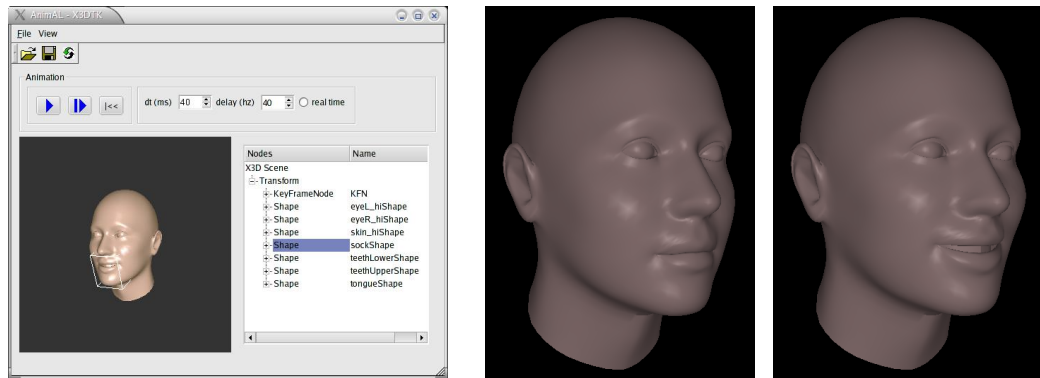 AnimAL - X3DTK
File View
Animation
|<< dt (ms) 40 delay (hz) 40 real time
Nodes Name
X3D Scene
Transform
KeyFrameNode KFN
Shape eyeL_hiShape
Shape eyeR_hiShape
Shape skin_hiShape
Shape sockShape
Shape teethLowerShape
Shape teethUpperShape
Shape tongueShape